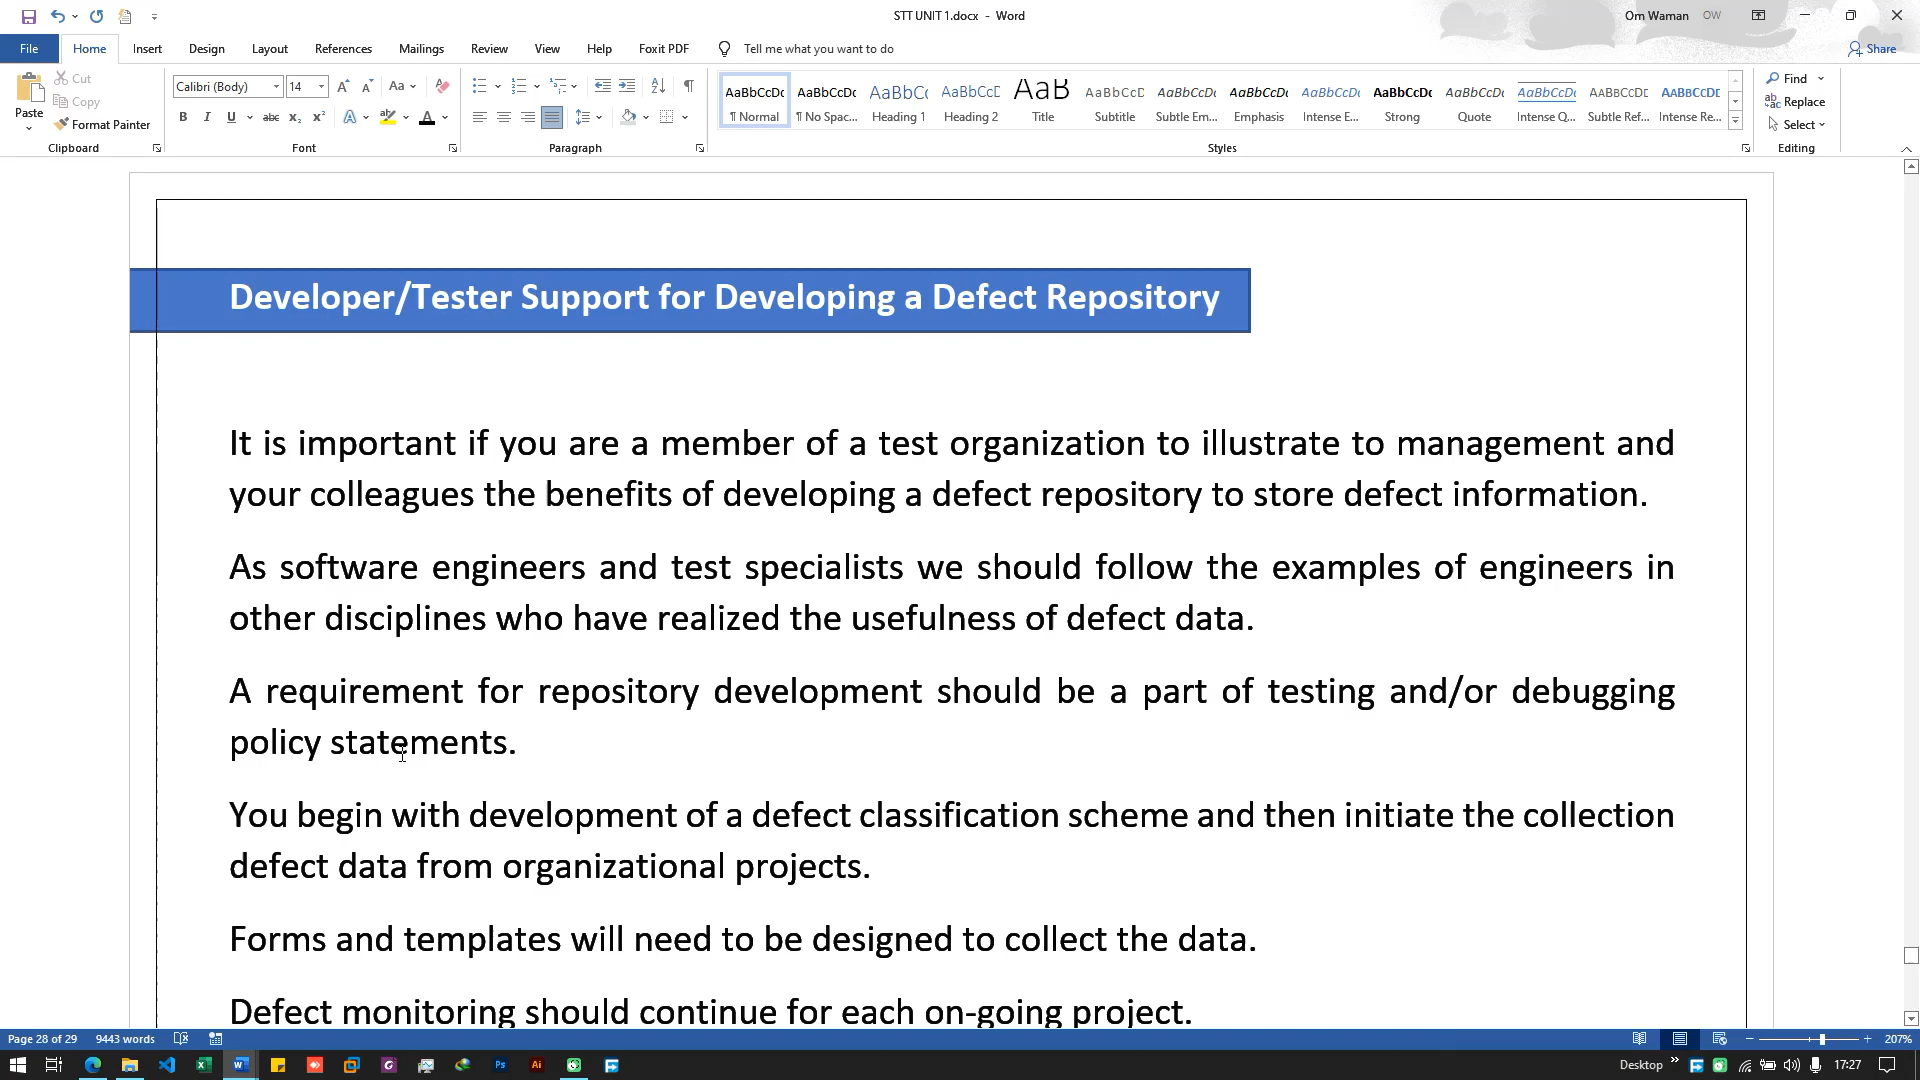 STT UNIT 1.docx - Word
Om Waman OW
File Home Insert Design Layout References Mailings Review View Help Foxit PDF Tell me what you want to do Share
Paste
Cut
Copy
Format Painter
Clipboard
Calibri (Body) 14
Font
Paragraph
AaBbCcDc AaBbCcDc AaBbCc AaBbCcD AaB AaBbCcD AaBbCcDc AaBbCcDc AaBbCcDc AaBbCcDc AaBbCcDc AaBbCcDc AABBCCDE AABBCCDE
¶ Normal ¶ No Spac... Heading 1 Heading 2 Title Subtitle Subtle Em... Emphasis Intense E... Strong Quote Intense Q... Subtle Ref... Intense Re...
Styles
Find
Replace
Select
Editing
Developer/Tester Support for Developing a Defect Repository
It is important if you are a member of a test organization to illustrate to management and
your colleagues the benefits of developing a defect repository to store defect information.
As software engineers and test specialists we should follow the examples of engineers in
other disciplines who have realized the usefulness of defect data.
A requirement for repository development should be a part of testing and/or debugging
policy statements.
You begin with development of a defect classification scheme and then initiate the collection
defect data from organizational projects.
Forms and templates will need to be designed to collect the data.
Defect monitoring should continue for each on-going project.
Page 28 of 29 9443 words 207%
Desktop 17:27